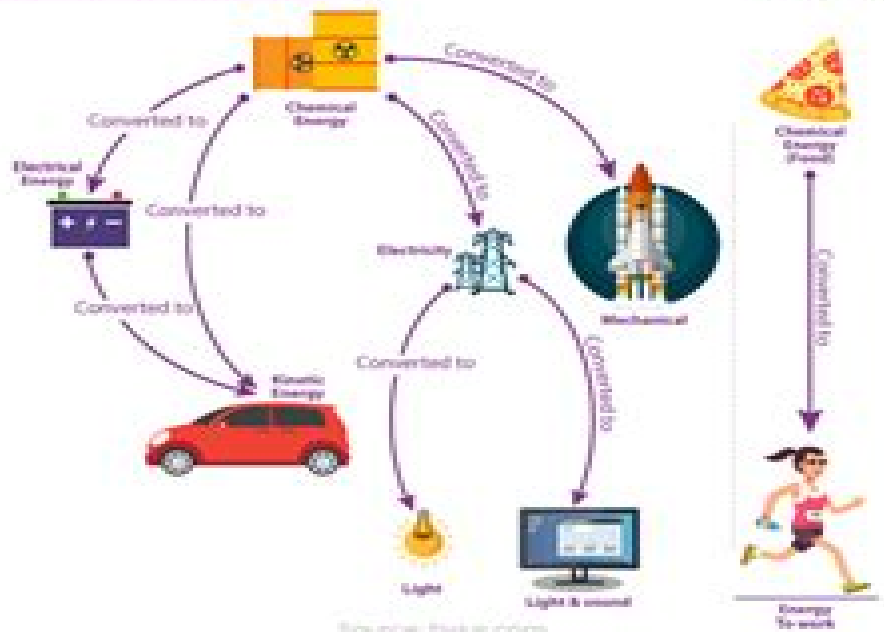 Chemical
Energy
Converted to
Converted to
Converted to
Converted to
Electrical
Energy
Converted to
Kinetic
Energy
Electricity
Mechanical
Converted to
Converted to
Light
Light & sound
Chemical
Energy
(Food)
Converted to
Energy
To work